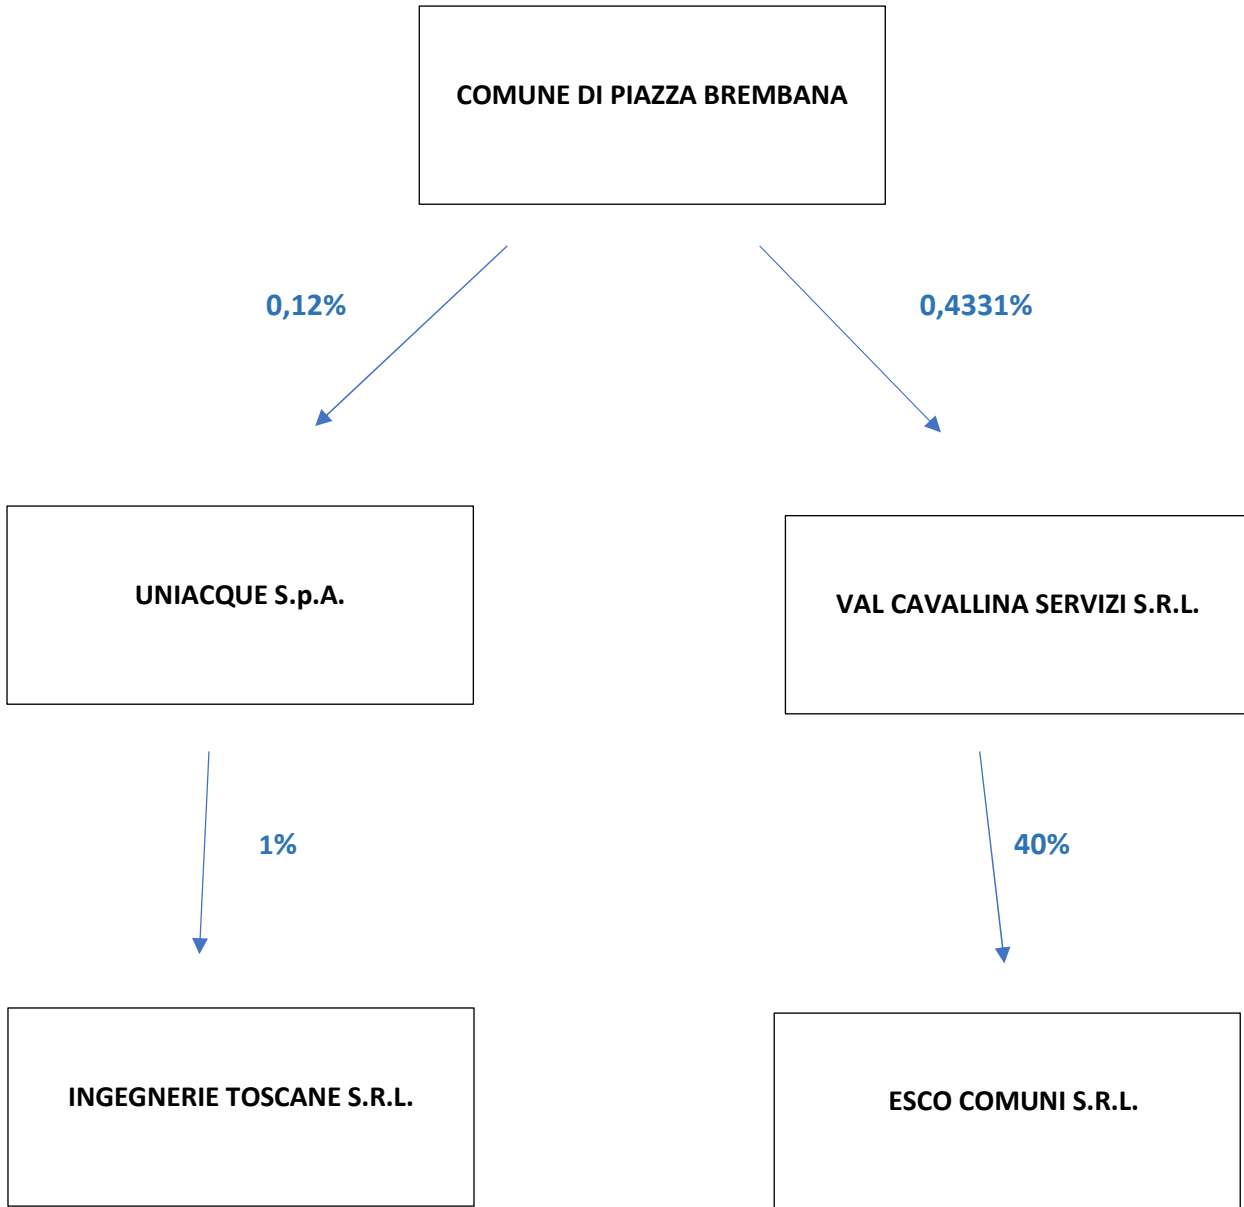 COMUNE DI PIAZZA BREMBANA
0,12%
0,4331%
UNIACQUE S.p.A.
VAL CAVALLINA SERVIZI S.R.L.
1%
40%
INGEGNERIE TOSCANE S.R.L.
ESCO COMUNI S.R.L.